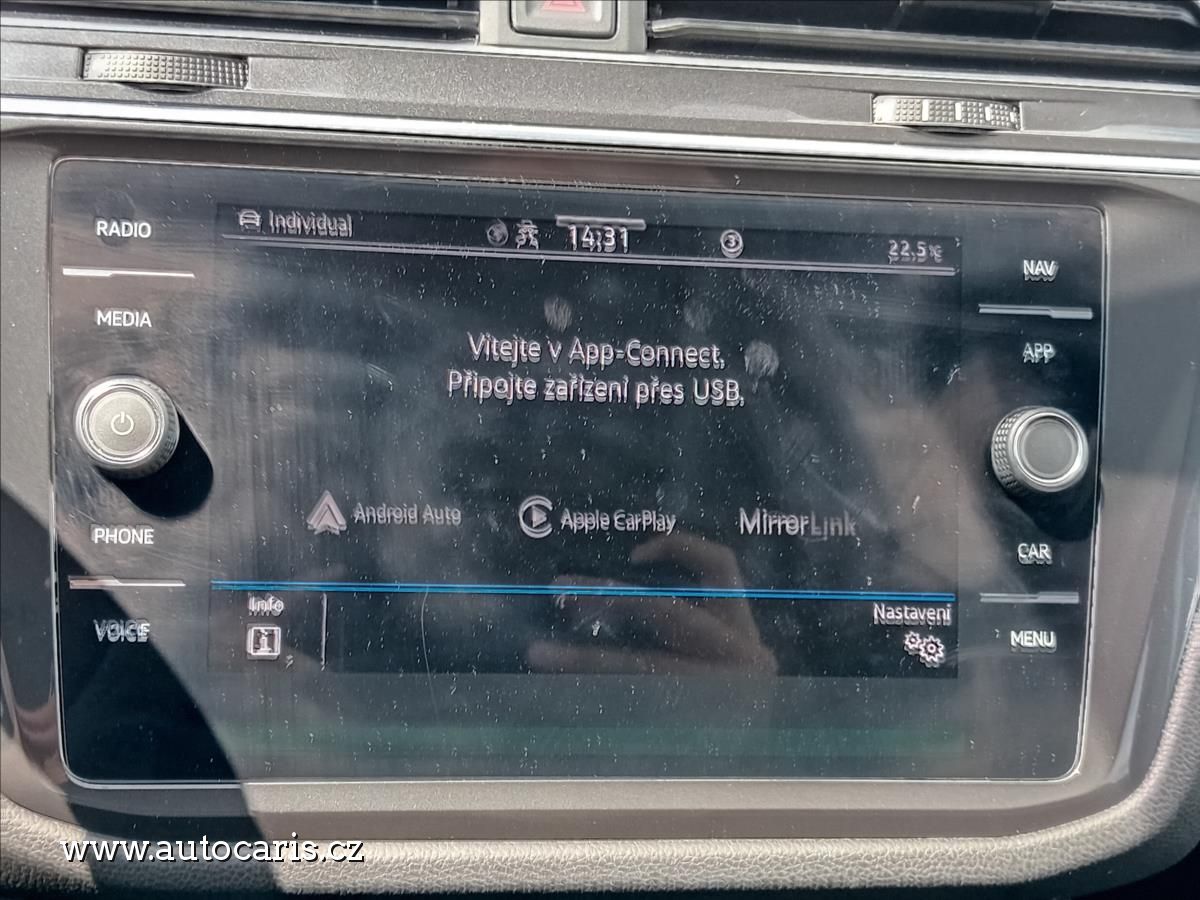 RADIO
Individual
14:31
3
22,5°C
NAV
MEDIA
APP
Vítejte v App-Connect.
Připojte zařízení přes USB.
Android Auto
Apple CarPlay
MirrorLink
PHONE
CAR
Info
Nastavení
VOICE
MENU
www.autocaris.cz